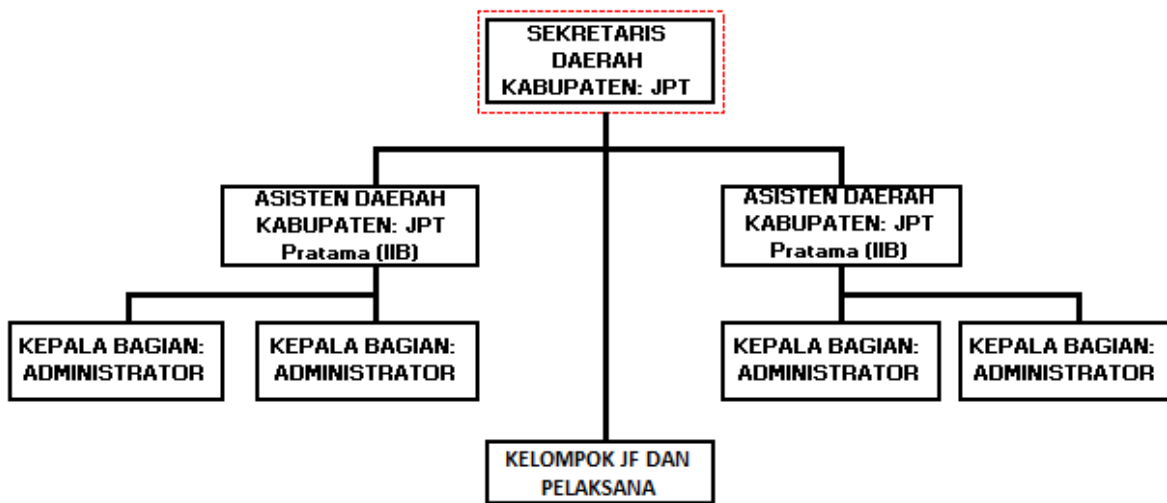 SEKRETARIS
DAERAH
KABUPATEN: JPT
ASISTEN DAERAH
KABUPATEN: JPT
Pratama (IIB)
ASISTEN DAERAH
KABUPATEN: JPT
Pratama (IIB)
KEPALA BAGIAN:
ADMINISTRATOR
KEPALA BAGIAN:
ADMINISTRATOR
KEPALA BAGIAN:
ADMINISTRATOR
KEPALA BAGIAN:
ADMINISTRATOR
KELOMPOK JF DAN
PELAKSANA